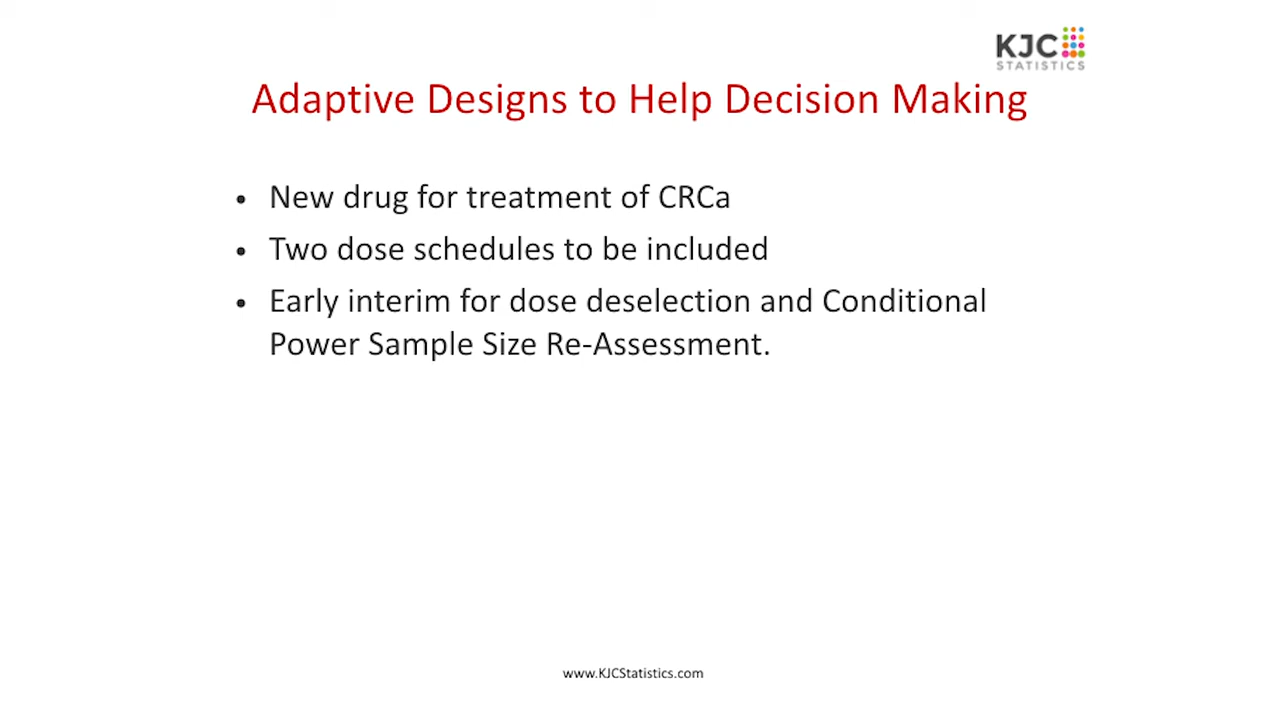 KJC
STATISTICS
Adaptive Designs to Help Decision Making
• New drug for treatment of CRCa
• Two dose schedules to be included
• Early interim for dose deselection and Conditional
Power Sample Size Re-Assessment.
www.KJCStatistics.com